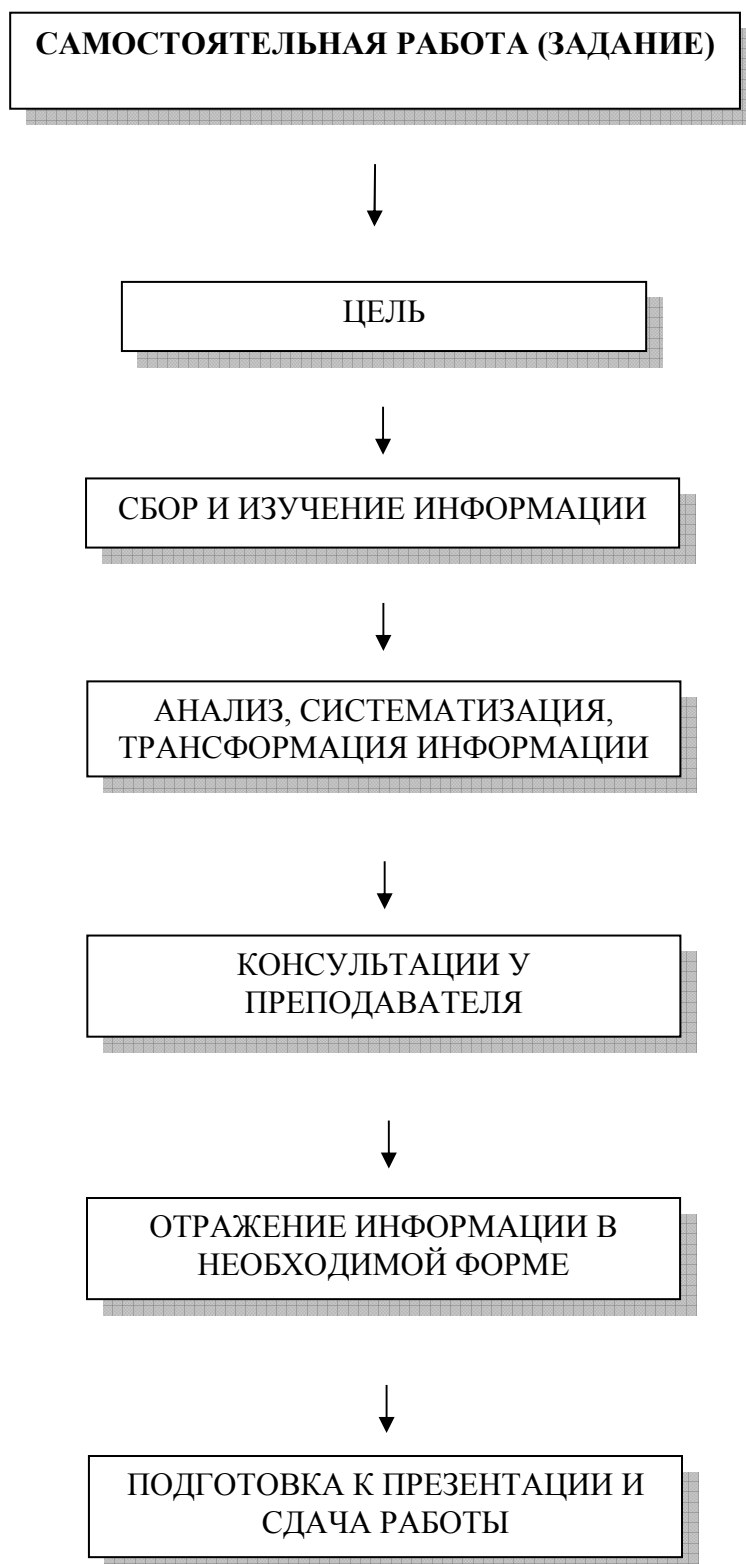 САМОСТОЯТЕЛЬНАЯ РАБОТА (ЗАДАНИЕ)
ЦЕЛЬ
СБОР И ИЗУЧЕНИЕ ИНФОРМАЦИИ
АНАЛИЗ, СИСТЕМАТИЗАЦИЯ,
ТРАНСФОРМАЦИЯ ИНФОРМАЦИИ
КОНСУЛЬТАЦИИ У
ПРЕПОДАВАТЕЛЯ
ОТРАЖЕНИЕ ИНФОРМАЦИИ В
НЕОБХОДИМОЙ ФОРМЕ
ПОДГОТОВКА К ПРЕЗЕНТАЦИИ И
СДАЧА РАБОТЫ